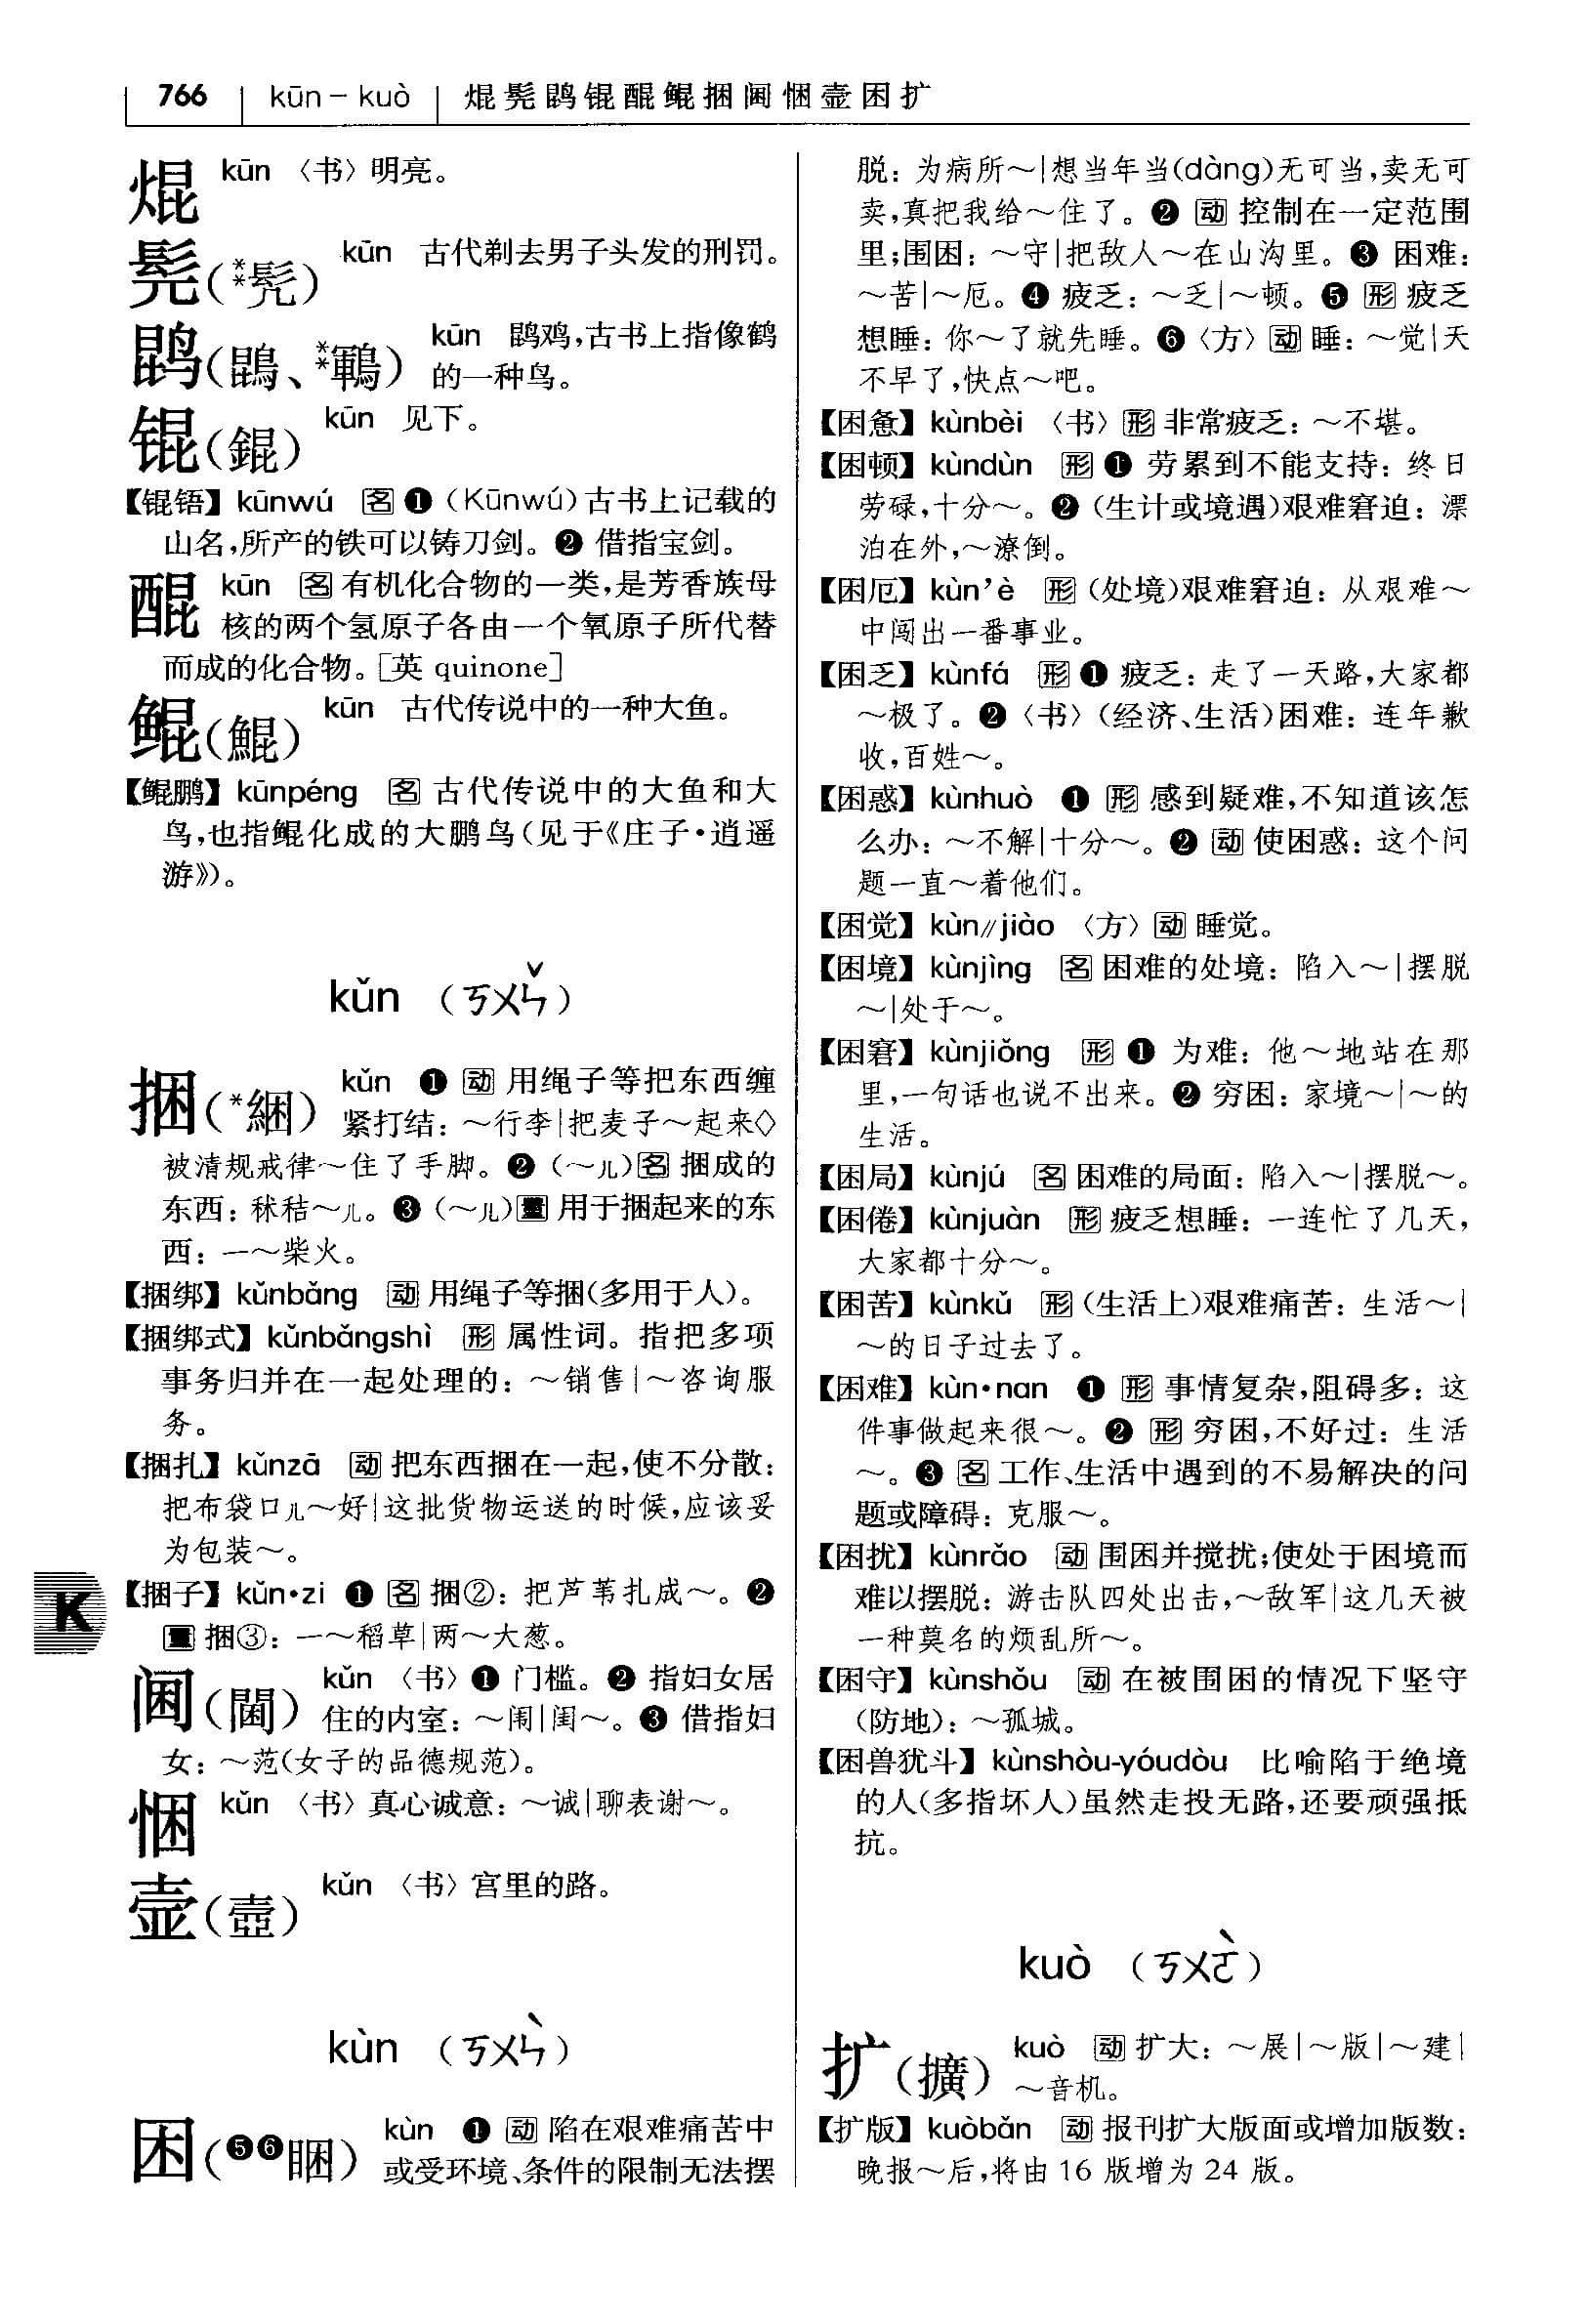 766 kūn–kuò 焜髡鹍锟醌鲲捆阃悃壸困扩
焜 kūn 〈书〉明亮。
髡(**髠) kūn 古代剃去男子头发的刑罚。
鹍(鵾、**鶤) kūn 鹍鸡,古书上指像鹤
的一种鸟。
锟(錕) kūn 见下。
【锟铻】 kūnwú 名 ❶ (Kūnwú)古书上记载的
山名,所产的铁可以铸刀剑。❷ 借指宝剑。
醌 kūn 名 有机化合物的一类,是芳香族母
核的两个氢原子各由一个氧原子所代替
而成的化合物。[英 quinone]
鲲(鯤) kūn 古代传说中的一种大鱼。
【鲲鹏】 kūnpéng 名 古代传说中的大鱼和大
鸟,也指鲲化成的大鹏鸟(见于《庄子·逍遥
游》)。
kǔn (ㄎㄨㄣˇ)
捆(*綑) kǔn ❶ 动 用绳子等把东西缠
紧打结:~行李|把麦子~起来◇
被清规戒律~住了手脚。❷ (~儿)名 捆成的
东西:秫秸~儿。❸ (~儿)量 用于捆起来的东
西:一~柴火。
【捆绑】 kǔnbǎng 动 用绳子等捆(多用于人)。
【捆绑式】 kǔnbǎngshì 形 属性词。指把多项
事务归并在一起处理的:~销售|~咨询服
务。
【捆扎】 kǔnzā 动 把东西捆在一起,使不分散:
把布袋口儿~好|这批货物运送的时候,应该妥
为包装~。
【捆子】 kǔn·zi ❶ 名 捆②:把芦苇扎成~。❷
量 捆③:一~稻草|两~大葱。
K
阃(閫) kǔn 〈书〉❶ 门槛。❷ 指妇女居
住的内室:~闱|闺~。❸ 借指妇
女:~范(女子的品德规范)。
悃 kǔn 〈书〉真心诚意:~诚|聊表谢~。
壸(壼) kǔn 〈书〉宫里的路。
kùn (ㄎㄨㄣˋ)
困(❺❻睏) kùn ❶ 动 陷在艰难痛苦中
或受环境、条件的限制无法摆
脱:为病所~|想当年当(dàng)无可当,卖无可
卖,真把我给~住了。❷ 动 控制在一定范围
里;围困:~守|把敌人~在山沟里。❸ 困难:
~苦|~厄。❹ 疲乏:~乏|~顿。❺ 形 疲乏
想睡:你~了就先睡。❻〈方〉动 睡:~觉|天
不早了,快点~吧。
【困惫】 kùnbèi 〈书〉形 非常疲乏:~不堪。
【困顿】 kùndùn 形 ❶ 劳累到不能支持:终日
劳碌,十分~。❷ (生计或境遇)艰难窘迫:漂
泊在外,~潦倒。
【困厄】 kùn’è 形 (处境)艰难窘迫:从艰难~
中闯出一番事业。
【困乏】 kùnfá 形 ❶ 疲乏:走了一天路,大家都
~极了。❷〈书〉(经济、生活)困难:连年歉
收,百姓~。
【困惑】 kùnhuò ❶ 形 感到疑难,不知道该怎
么办:~不解|十分~。❷ 动 使困惑:这个问
题一直~着他们。
【困觉】 kùn∥jiào 〈方〉动 睡觉。
【困境】 kùnjìng 名 困难的处境:陷入~|摆脱
~|处于~。
【困窘】 kùnjiǒng 形 ❶ 为难:他~地站在那
里,一句话也说不出来。❷ 穷困:家境~|~的
生活。
【困局】 kùnjú 名 困难的局面:陷入~|摆脱~。
【困倦】 kùnjuàn 形 疲乏想睡:一连忙了几天,
大家都十分~。
【困苦】 kùnkǔ 形 (生活上)艰难痛苦:生活~|
~的日子过去了。
【困难】 kùn·nan ❶ 形 事情复杂,阻碍多:这
件事做起来很~。❷ 形 穷困,不好过:生活
~。❸ 名 工作、生活中遇到的不易解决的问
题或障碍:克服~。
【困扰】 kùnrǎo 动 围困并搅扰;使处于困境而
难以摆脱:游击队四处出击,~敌军|这几天被
一种莫名的烦乱所~。
【困守】 kùnshǒu 动 在被围困的情况下坚守
(防地):~孤城。
【困兽犹斗】 kùnshòu-yóudòu 比喻陷于绝境
的人(多指坏人)虽然走投无路,还要顽强抵
抗。
kuò (ㄎㄨㄛˋ)
扩(擴) kuò 动 扩大:~展|~版|~建|
~音机。
【扩版】 kuòbǎn 动 报刊扩大版面或增加版数:
晚报~后,将由 16 版增为 24 版。